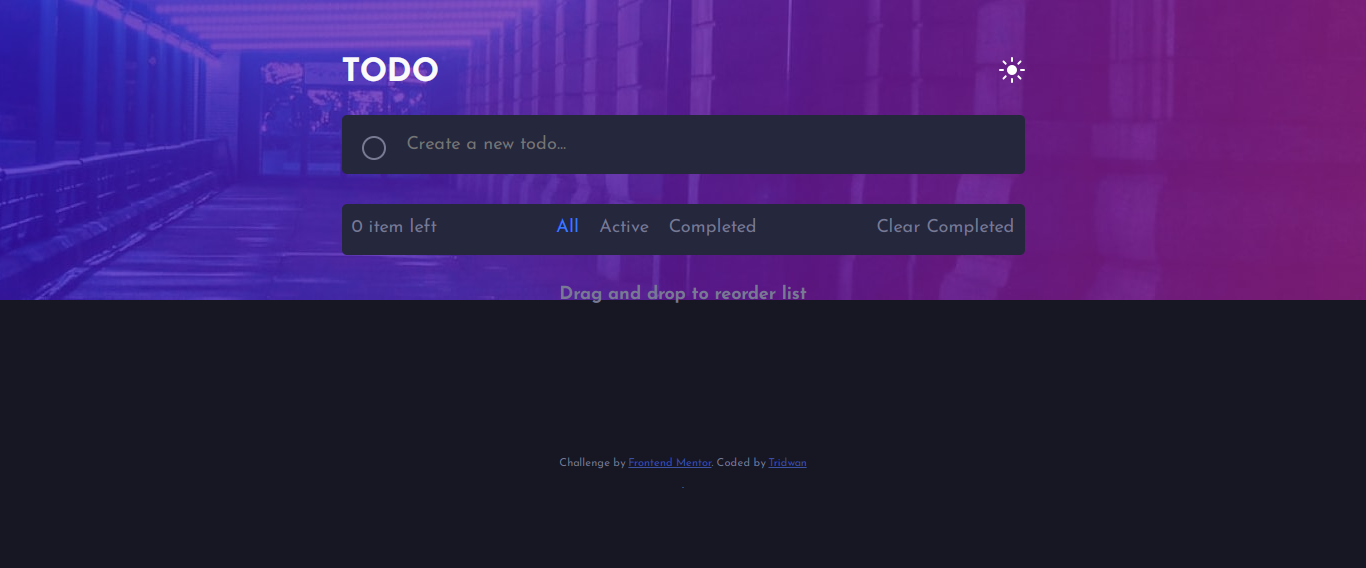 TODO
Create a new todo...
0 item left All Active Completed Clear Completed
Drag and drop to reorder list
Challenge by Frontend Mentor. Coded by Tridwan
.